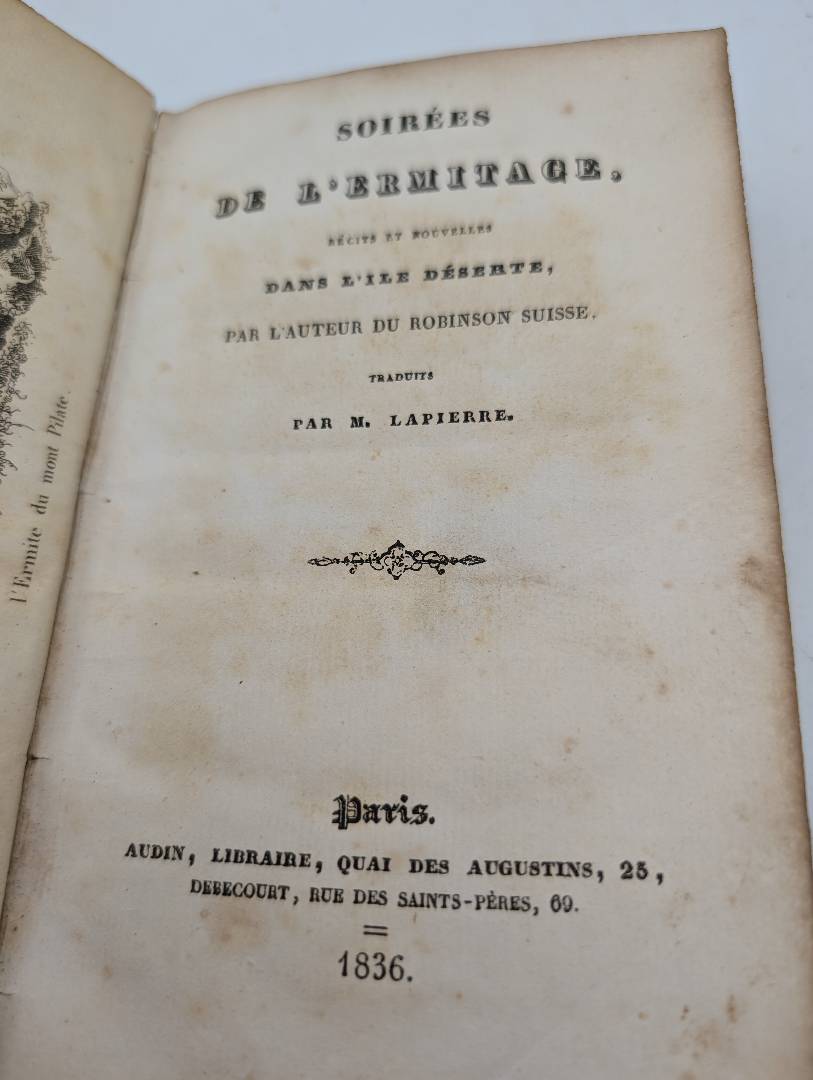 l'Ermite du mont Pilate.
SOIRÉES
DE L'ERMITAGE,
RÉCITS ET NOUVELLES
DANS L'ILE DÉSERTE,
PAR L'AUTEUR DU ROBINSON SUISSE,
TRADUITS
PAR M. LAPIERRE.
Paris.
AUDIN, LIBRAIRE, QUAI DES AUGUSTINS, 25,
DEBECOURT, RUE DES SAINTS-PÈRES, 69.
1836.